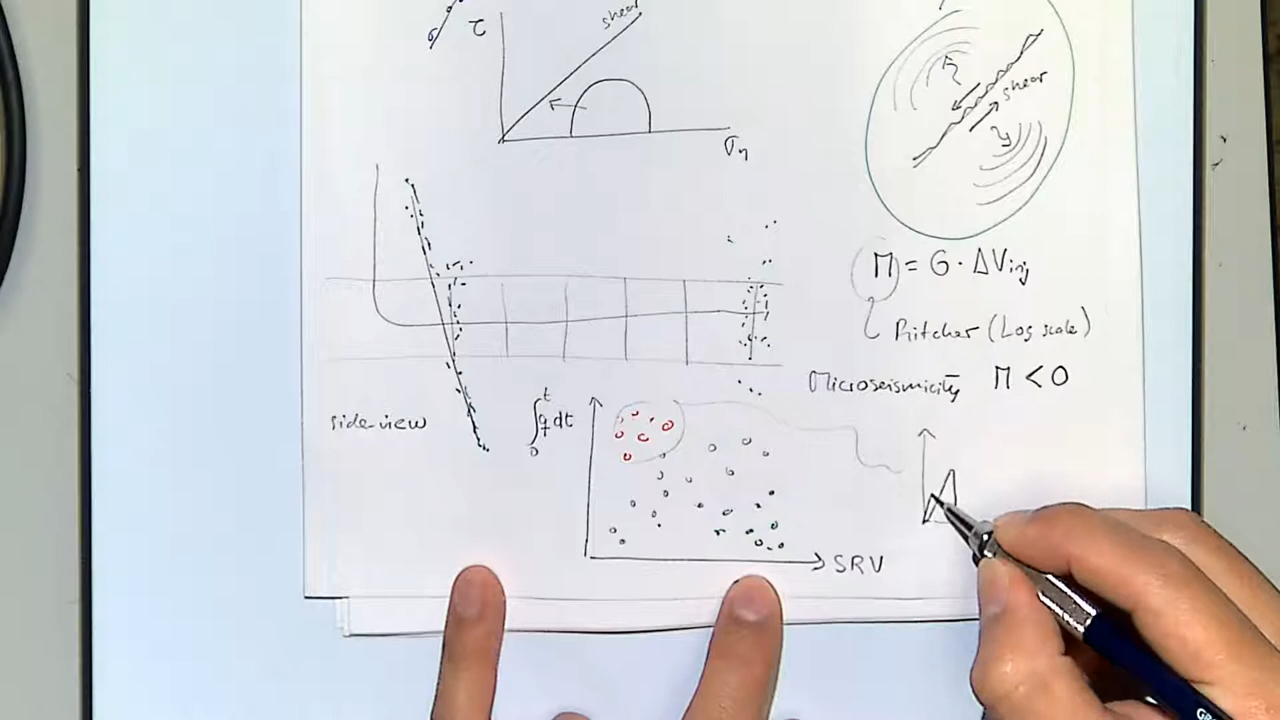 τ
shear
σn
shear
M = G · ΔVinj
Ritcher (Log scale)
Microseismicity M < 0
side-view
∫₀ᵗ q dt
SRV